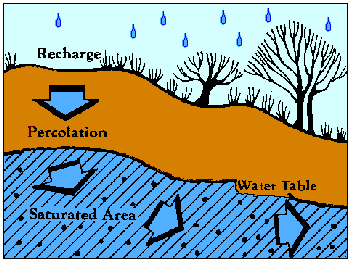 Recharge
Percolation
Water Table
Saturated Area